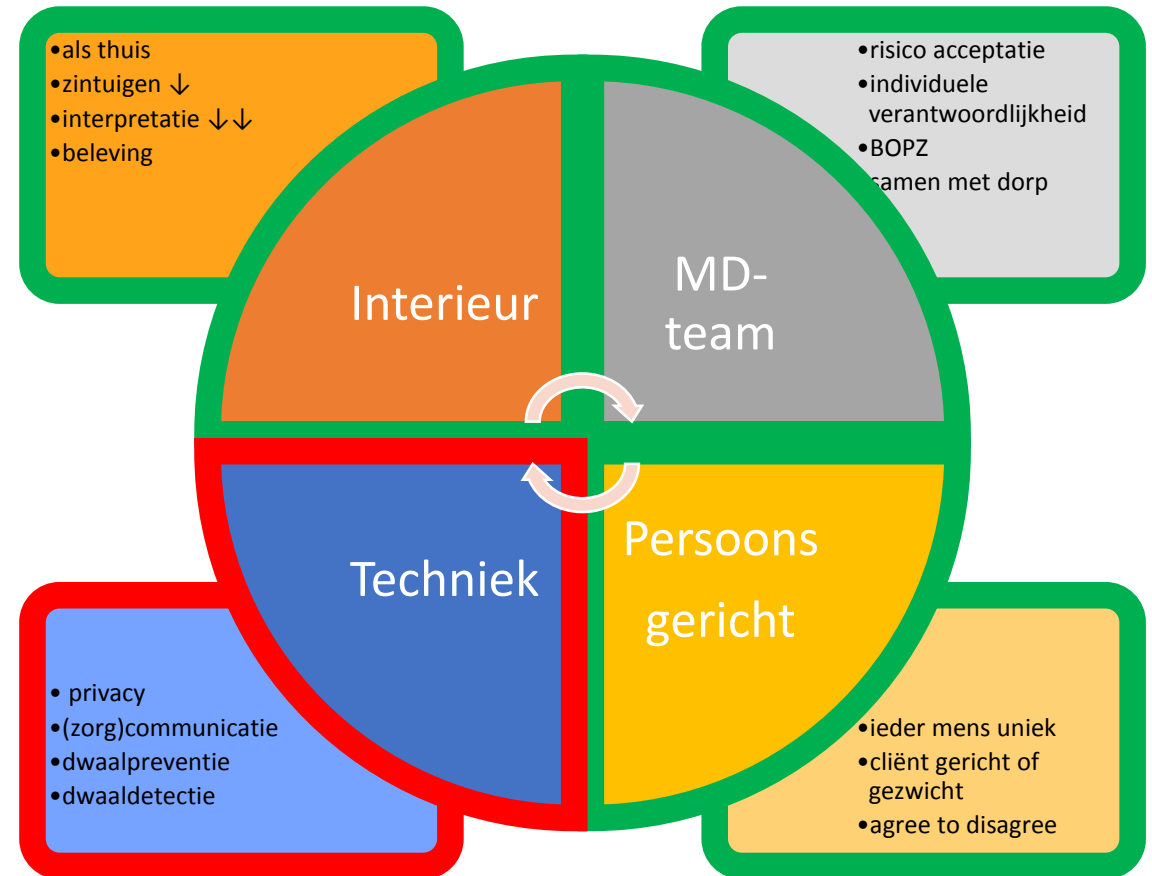 •als thuis
•zintuigen ↓
•interpretatie ↓↓
•beleving
•risico acceptatie
•individuele
verantwoordelijkheid
•BOPZ
samen met dorp
Interieur
MD-
team
Techniek
Persoons
gericht
• privacy
•(zorg)communicatie
•dwaalpreventie
•dwaaldetectie
•ieder mens uniek
•cliënt gericht of
gezwicht
•agree to disagree